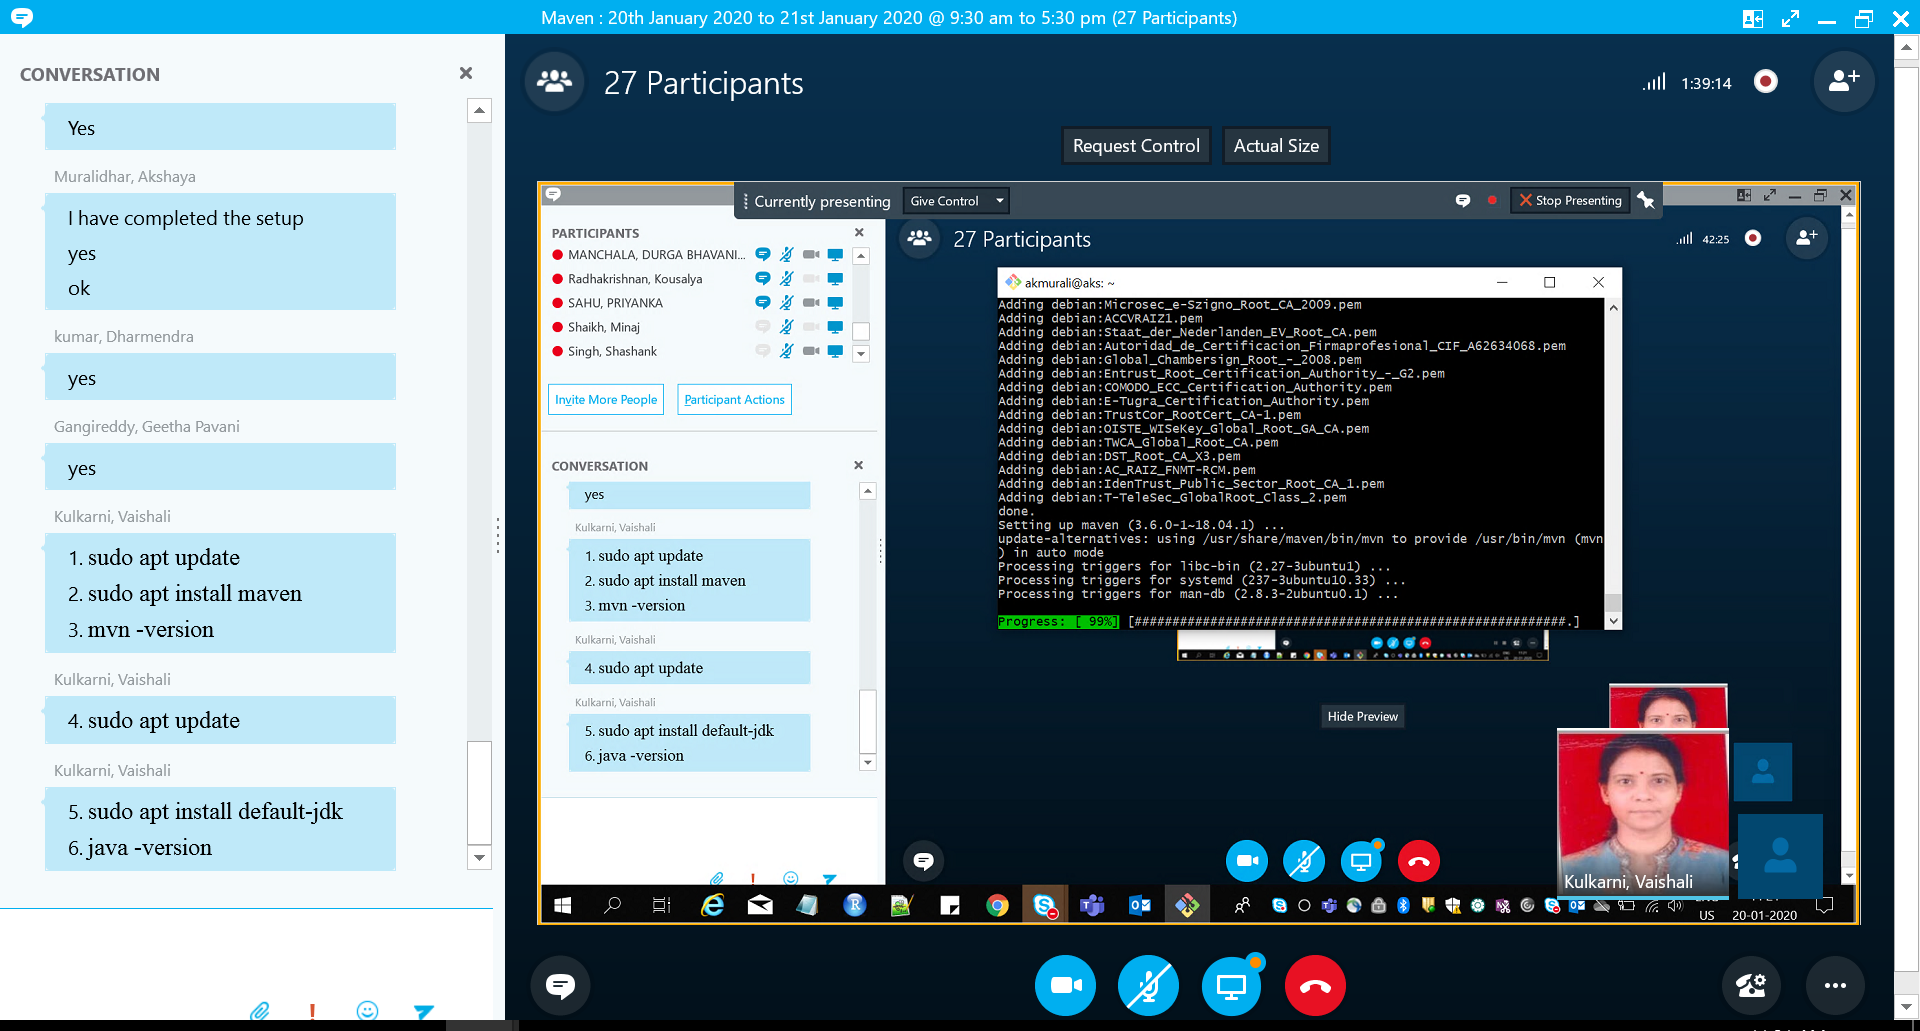 Maven : 20th January 2020 to 21st January 2020 @ 9:30 am to 5:30 pm (27 Participants)
CONVERSATION
Yes
Muralidhar, Akshaya
I have completed the setup
yes
ok
kumar, Dharmendra
yes
Gangireddy, Geetha Pavani
yes
Kulkarni, Vaishali
1. sudo apt update
2. sudo apt install maven
3. mvn -version
Kulkarni, Vaishali
4. sudo apt update
Kulkarni, Vaishali
5. sudo apt install default-jdk
6. java -version
27 Participants
1:39:14
Request Control
Actual Size
Currently presenting
Give Control
Stop Presenting
PARTICIPANTS
MANCHALA, DURGA BHAVANI...
Radhakrishnan, Kousalya
SAHU, PRIYANKA
Shaikh, Minaj
Singh, Shashank
Invite More People
Participant Actions
CONVERSATION
yes
Kulkarni, Vaishali
1. sudo apt update
2. sudo apt install maven
3. mvn -version
Kulkarni, Vaishali
4. sudo apt update
Kulkarni, Vaishali
5. sudo apt install default-jdk
6. java -version
27 Participants
42:25
akmurali@aks: ~
Adding debian:Microsec_e-Szigno_Root_CA_2009.pem
Adding debian:ACCVRAIZ1.pem
Adding debian:Staat_der_Nederlanden_EV_Root_CA.pem
Adding debian:Autoridad_de_Certificacion_Firmaprofesional_CIF_A62634068.pem
Adding debian:Global_Chambersign_Root_-_2008.pem
Adding debian:Entrust_Root_Certification_Authority_-_G2.pem
Adding debian:COMODO_ECC_Certification_Authority.pem
Adding debian:E-Tugra_Certification_Authority.pem
Adding debian:TrustCor_RootCert_CA-1.pem
Adding debian:OISTE_WISeKey_Global_Root_GA_CA.pem
Adding debian:TWCA_Global_Root_CA.pem
Adding debian:DST_Root_CA_X3.pem
Adding debian:AC_RAIZ_FNMT-RCM.pem
Adding debian:IdenTrust_Public_Sector_Root_CA_1.pem
Adding debian:T-TeleSec_GlobalRoot_Class_2.pem
done.
Setting up maven (3.6.0-1~18.04.1) ...
update-alternatives: using /usr/share/maven/bin/mvn to provide /usr/bin/mvn (mvn
) in auto mode
Processing triggers for libc-bin (2.27-3ubuntu1) ...
Processing triggers for systemd (237-3ubuntu10.33) ...
Processing triggers for man-db (2.8.3-2ubuntu0.1) ...
Progress: [ 99%] [#########################################################.]
Hide Preview
Kulkarni, Vaishali
US
20-01-2020